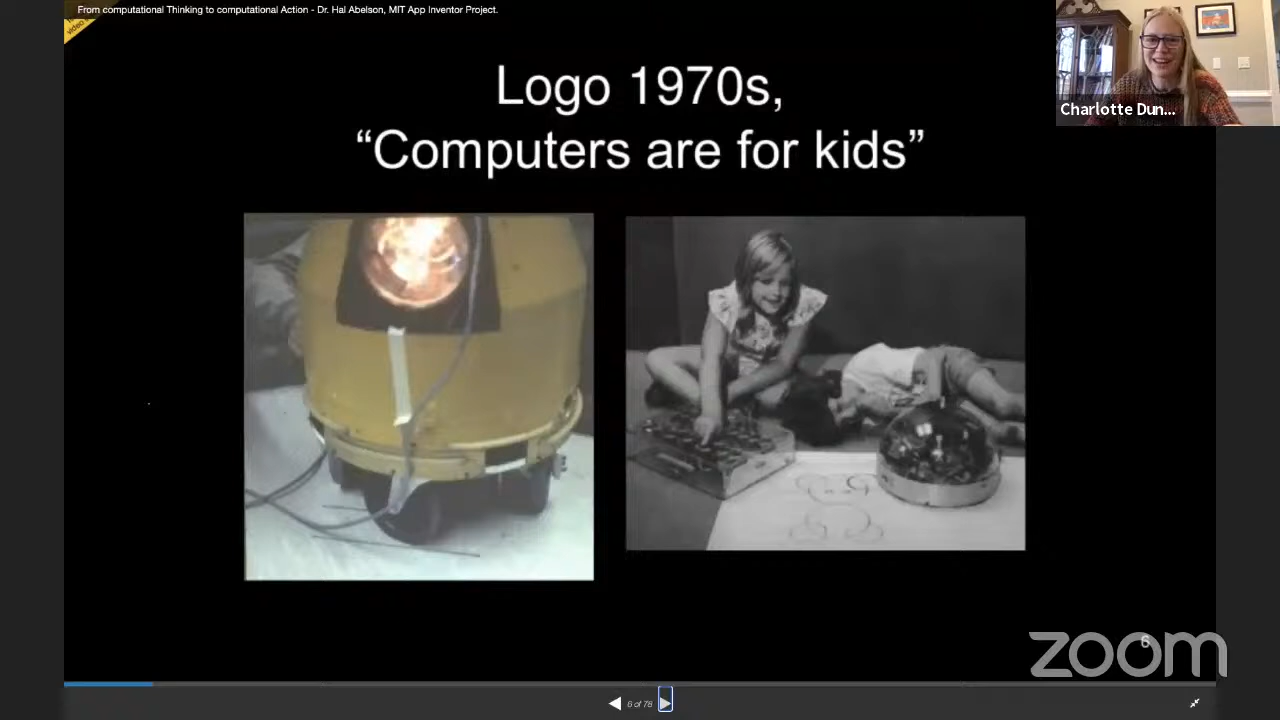 From computational Thinking to computational Action - Dr. Hal Abelson, MIT App Inventor Project.
Charlotte Dun...
Logo 1970s,
“Computers are for kids”
6
zoom
6 of 78